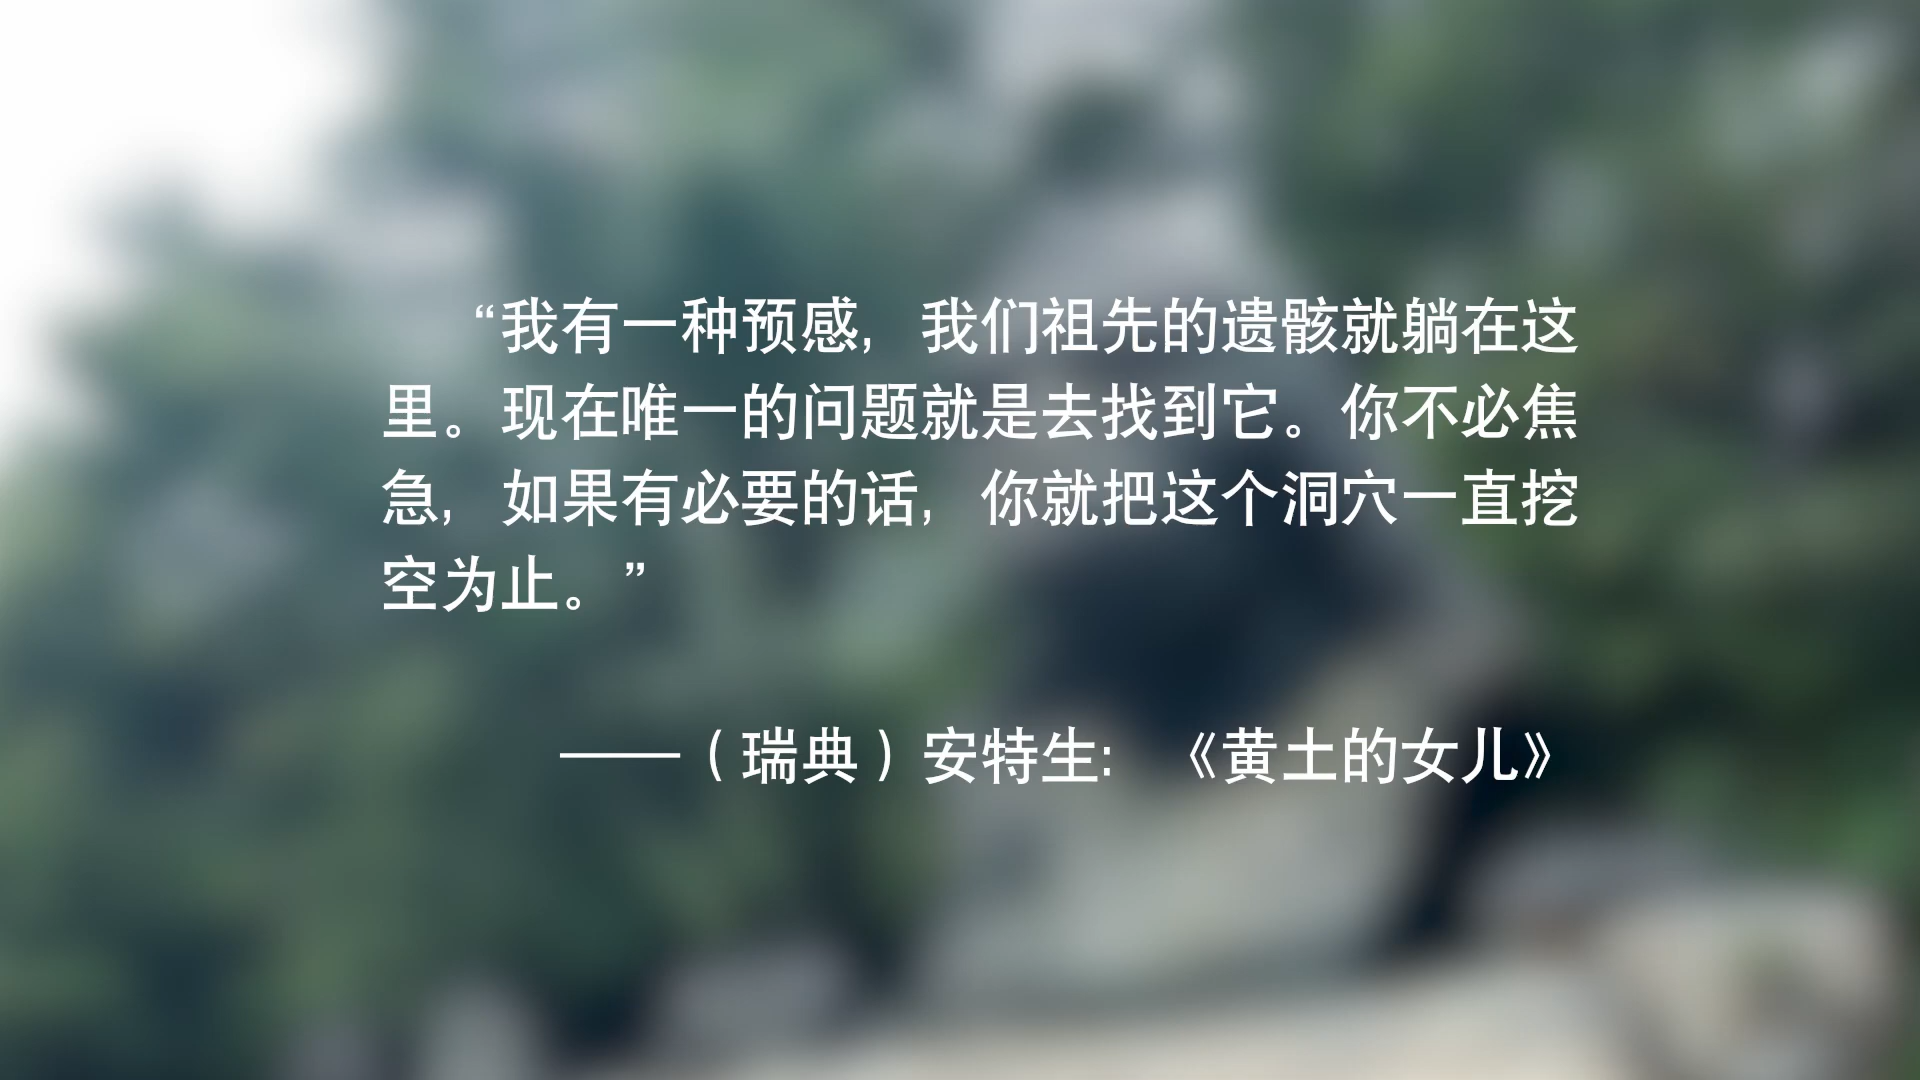 “我有一种预感，我们祖先的遗骸就躺在这
里。现在唯一的问题就是去找到它。你不必焦
急，如果有必要的话，你就把这个洞穴一直挖
空为止。”
——（瑞典）安特生：《黄土的女儿》